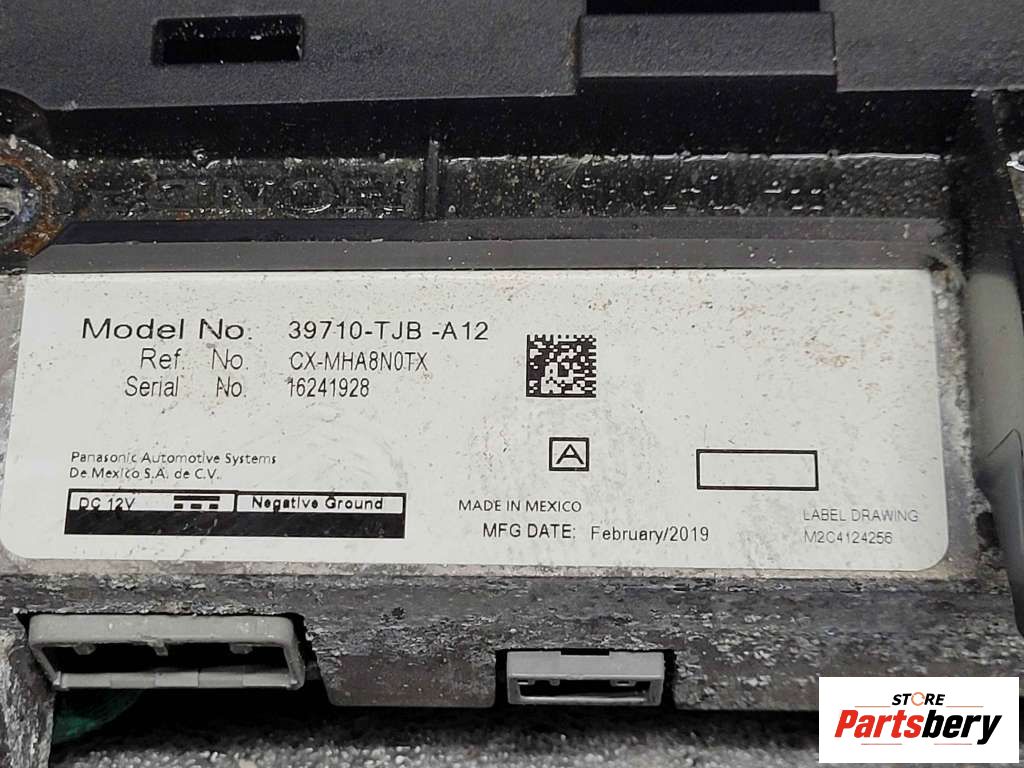 Model No. 39710-TJB -A12
Ref. No. CX-MHA8N0TX
Serial No. 16241928
A
Panasonic Automotive Systems
De Mexico S.A. de C.V.
DC 12V Negative Ground
MADE IN MEXICO
MFG DATE: February/2019
LABEL DRAWING
M2C4124256
STORE
Partsbery